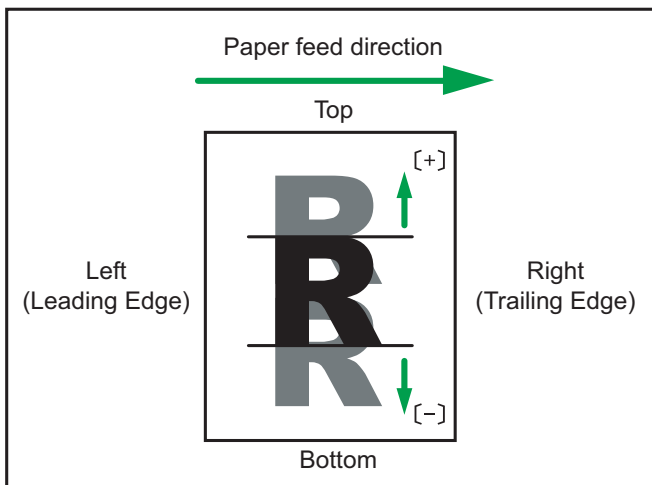 Paper feed direction
Top
[+]
R
R
R
Left
(Leading Edge)
Right
(Trailing Edge)
[−]
Bottom